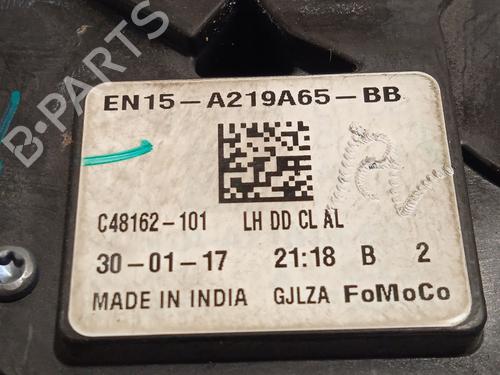 B-PARTS
EN15-A219A65-BB
C48162-101 LH DD CL AL
30-01-17 21:18 B 2
MADE IN INDIA GJLZA FoMoCo